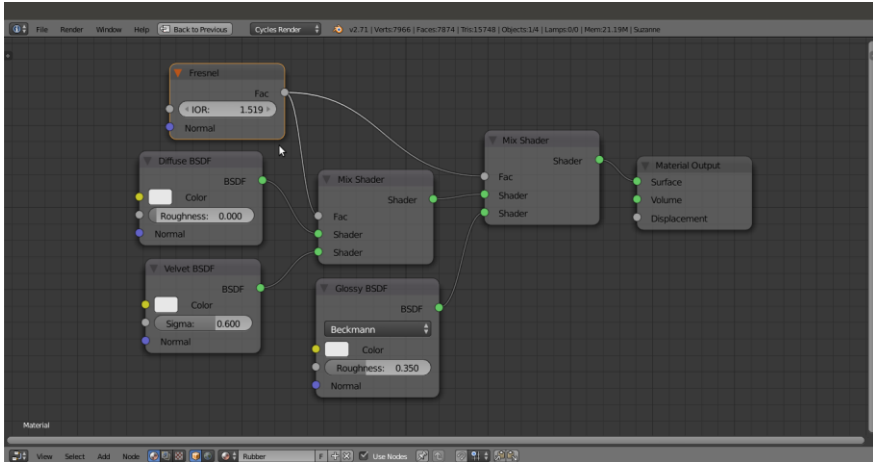 File Render Window Help Back to Previous Cycles Render v2.71 | Verts:7966 | Faces:7874 | Tris:15748 | Objects:1/4 | Lamps:0/0 | Mem:21.19M | Suzanne
Fresnel
Fac
IOR: 1.519
Normal
Diffuse BSDF
BSDF
Color
Roughness: 0.000
Normal
Velvet BSDF
BSDF
Color
Sigma: 0.600
Normal
Mix Shader
Shader
Fac
Shader
Shader
Glossy BSDF
BSDF
Beckmann
Color
Roughness: 0.350
Normal
Mix Shader
Shader
Fac
Shader
Shader
Material Output
Surface
Volume
Displacement
Material
View Select Add Node Rubber F Use Nodes